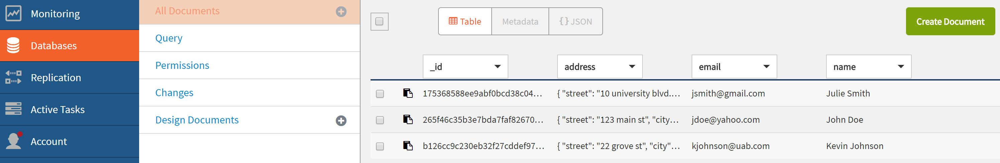 Monitoring
Databases
Replication
Active Tasks
Account
All Documents
Query
Permissions
Changes
Design Documents
Table Metadata {} JSON
Create Document
_id address email name
175368588ee9abf0bcd38c04... { "street": "10 university blvd.... jsmith@gmail.com Julie Smith
265f46c35b3e7bda7faf82670... { "street": "123 main st", "city... jdoe@yahoo.com John Doe
b126cc9c230eb32f27cddef97... { "street": "22 grove st", "city"... kjohnson@uab.com Kevin Johnson